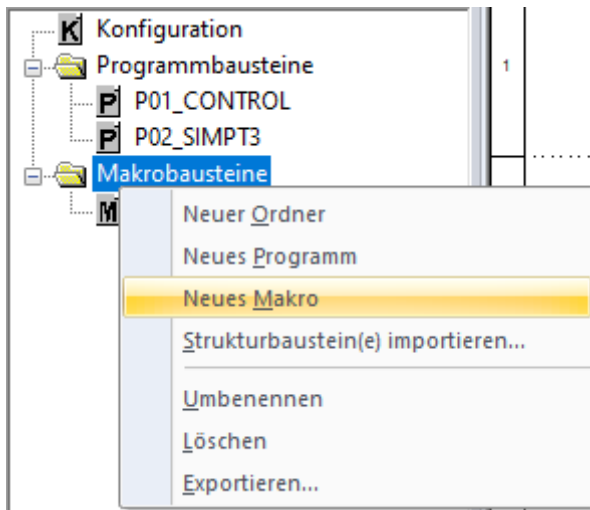 K Konfiguration
Programmbausteine
1
P P01_CONTROL
P P02_SIMPT3
Makrobausteine
M
Neuer Ordner
Neues Programm
Neues Makro
Strukturbaustein(e) importieren...
Umbenennen
Löschen
Exportieren...